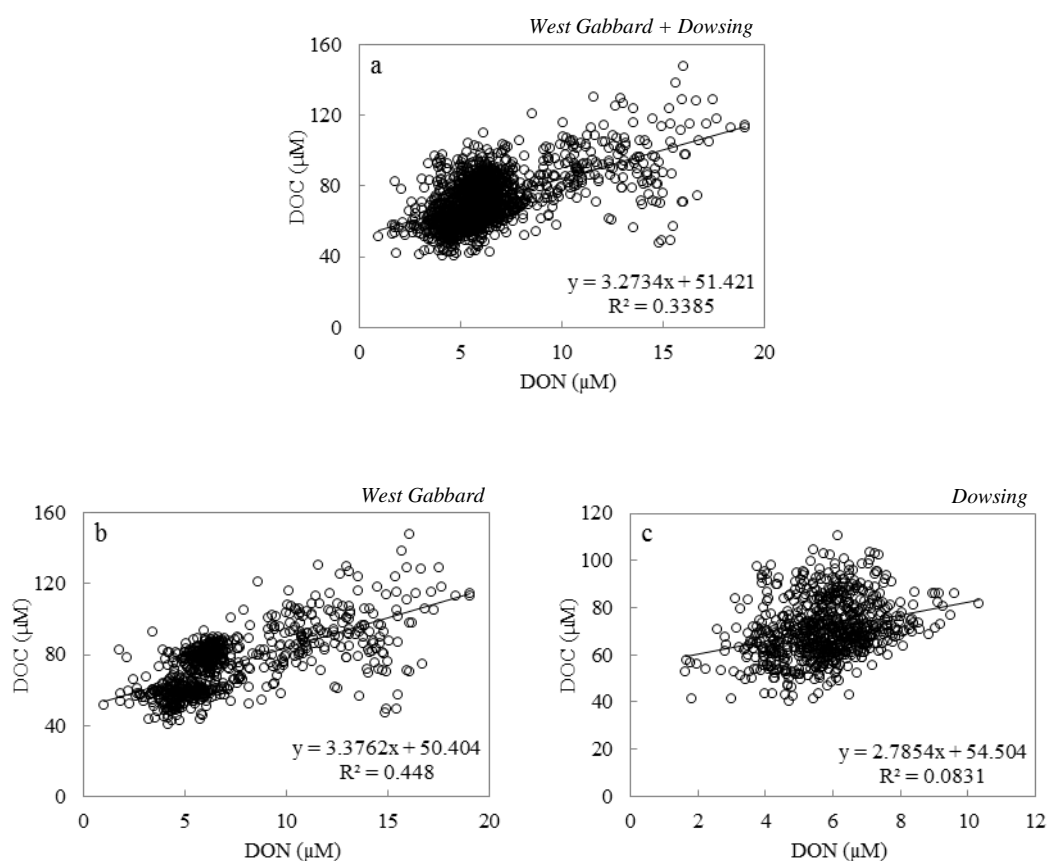 West Gabbard + Dowsing
160
a
120
80
40
0
DOC (μM)
y = 3.2734x + 51.421
R² = 0.3385
0 5 10 15 20
DON (μM)
West Gabbard
160
b
120
80
40
0
DOC (μM)
y = 3.3762x + 50.404
R² = 0.448
0 5 10 15 20
DON (μM)
Dowsing
120
c
100
80
60
40
20
0
DOC (μM)
y = 2.7854x + 54.504
R² = 0.0831
0 2 4 6 8 10 12
DON (μM)